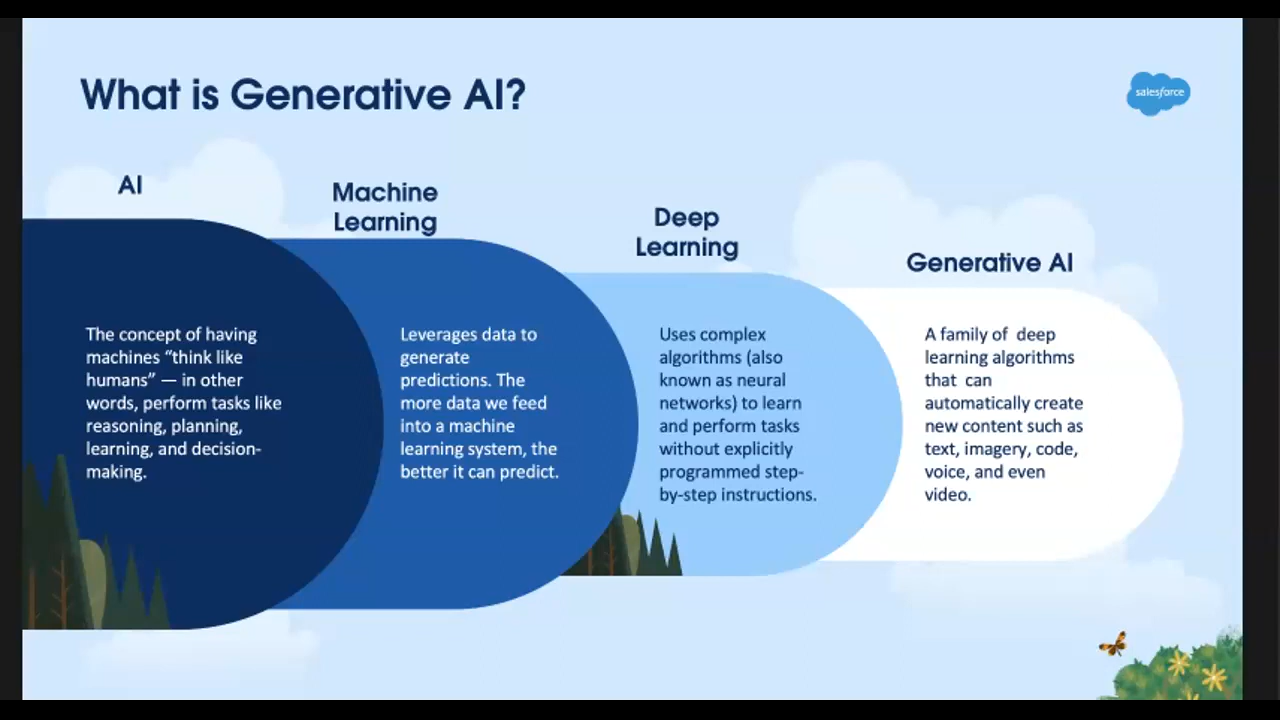 What is Generative AI?
salesforce
AI
Machine
Learning
Deep
Learning
Generative AI
The concept of having
machines “think like
humans” — in other
words, perform tasks like
reasoning, planning,
learning, and decision-
making.
Leverages data to
generate
predictions. The
more data we feed
into a machine
learning system, the
better it can predict.
Uses complex
algorithms (also
known as neural
networks) to learn
and perform tasks
without explicitly
programmed step-
by-step instructions.
A family of  deep
learning algorithms
that  can
automatically create
new content such as
text, imagery, code,
voice, and even
video.